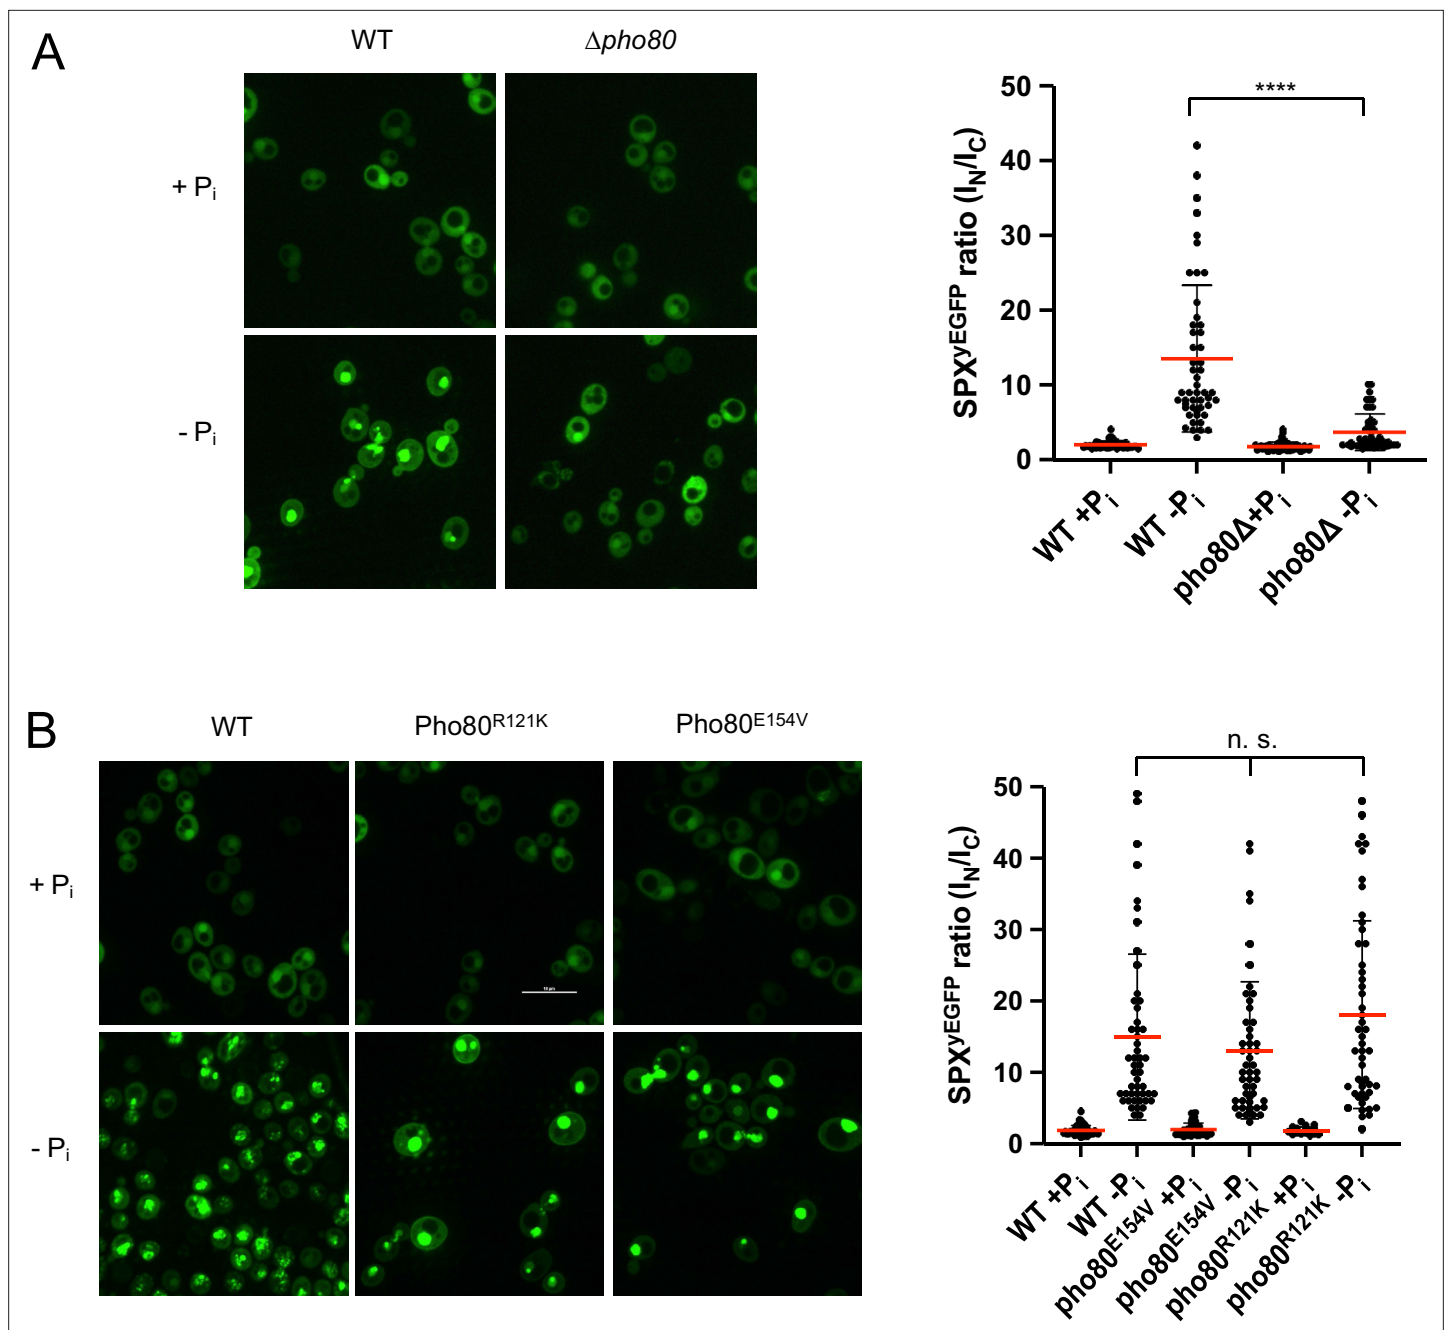 A
WT
Δpho80
+ Pi
- Pi
SPXyEGFP ratio (IN/IC)
50
40
30
20
10
0
****
WT +Pi
WT -Pi
pho80Δ+Pi
pho80Δ -Pi
B
WT
Pho80R121K
Pho80E154V
+ Pi
- Pi
10 µm
SPXyEGFP ratio (IN/IC)
n. s.
50
40
30
20
10
0
WT +Pi
WT -Pi
pho80E154V +Pi
pho80E154V -Pi
pho80R121K +Pi
pho80R121K -Pi